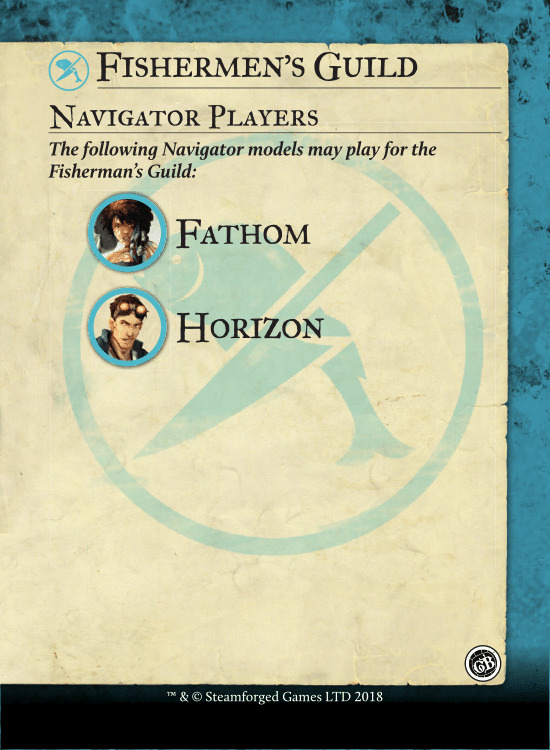 Fishermen's Guild
Navigator Players
The following Navigator models may play for the
Fisherman's Guild:
Fathom
Horizon
GB
™ & © Steamforged Games LTD 2018